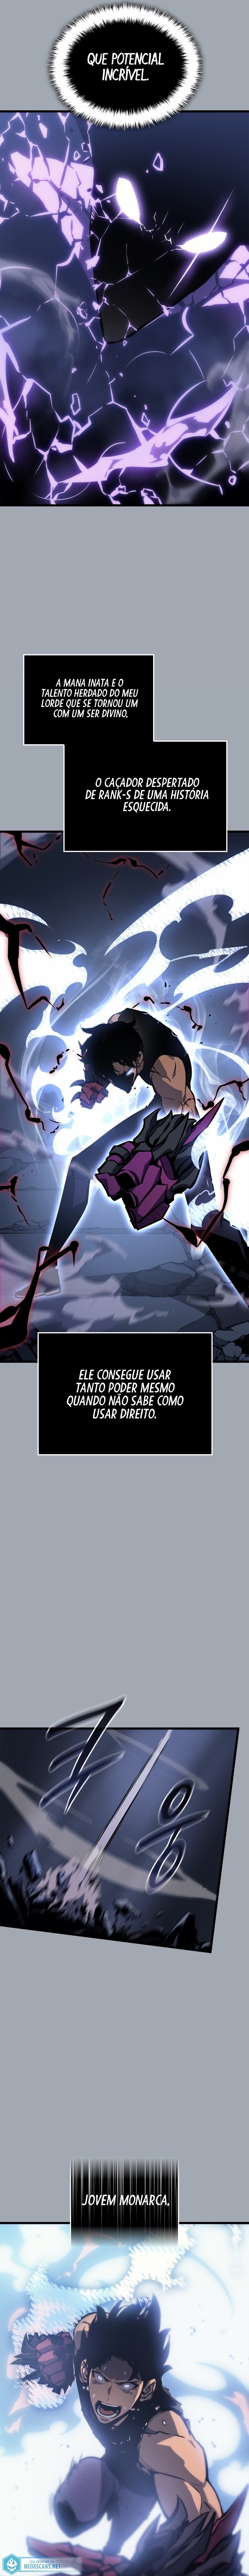 QUE POTENCIAL
INCRÍVEL.
A MANA INATA E O
TALENTO HERDADO DO MEU
LORDE QUE SE TORNOU UM
COM UM SER DIVINO,
O CAÇADOR DESPERTADO
DE RANK-S DE UMA HISTÓRIA
ESQUECIDA.
ELE CONSEGUE USAR
TANTO PODER MESMO
QUANDO NÃO SABE COMO
USAR DIREITO.
JOVEM MONARCA,
NEOXSCANS.NET